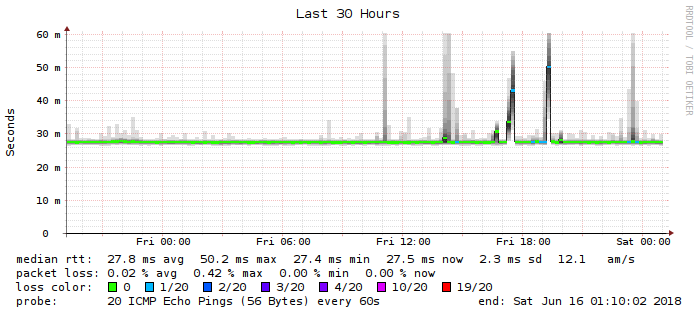 Last 30 Hours
RRDTOOL / TOBI OETIKER
Seconds
60 m
50 m
40 m
30 m
20 m
10 m
0
Fri 00:00 Fri 06:00 Fri 12:00 Fri 18:00 Sat 00:00
median rtt: 27.8 ms avg 50.2 ms max 27.4 ms min 27.5 ms now 2.3 ms sd 12.1 am/s
packet loss: 0.02 % avg 0.42 % max 0.00 % min 0.00 % now
loss color: 0 1/20 2/20 3/20 4/20 10/20 19/20
probe: 20 ICMP Echo Pings (56 Bytes) every 60s end: Sat Jun 16 01:10:02 2018